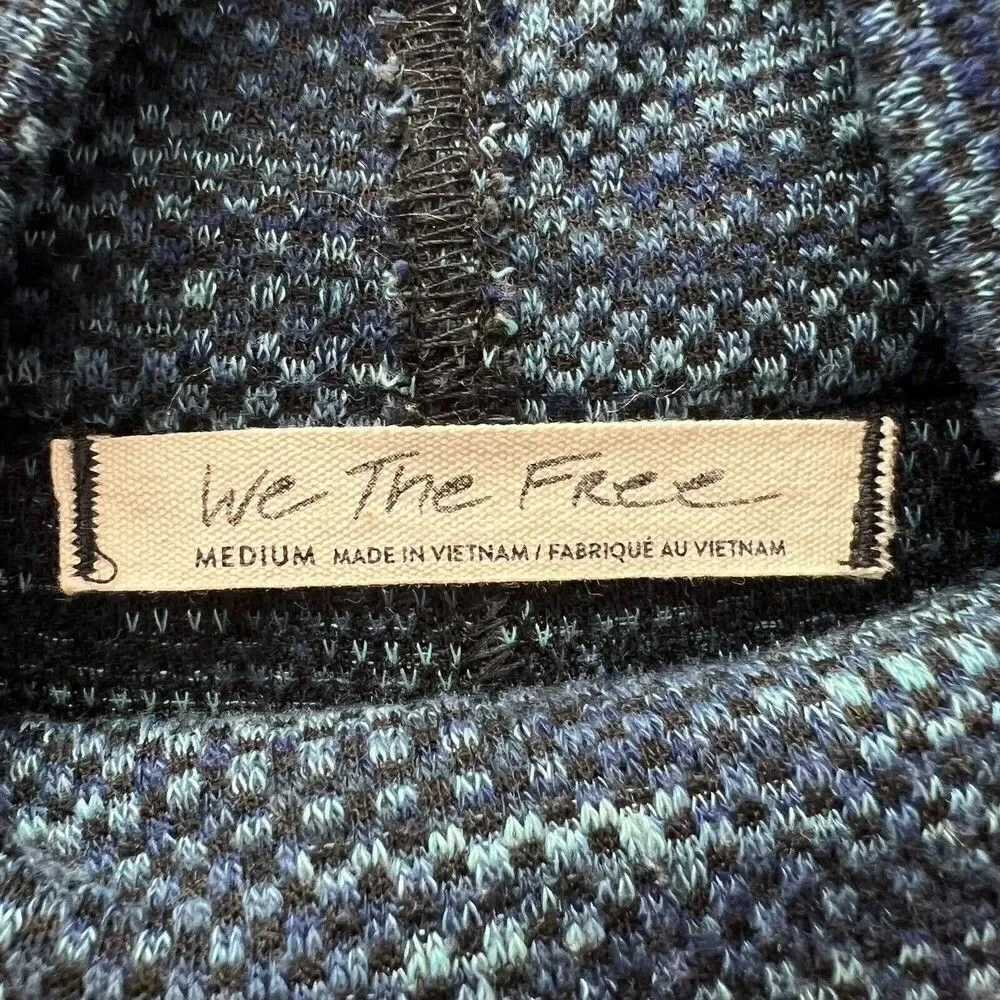 We The Free
MEDIUM MADE IN VIETNAM / FABRIQUÉ AU VIETNAM